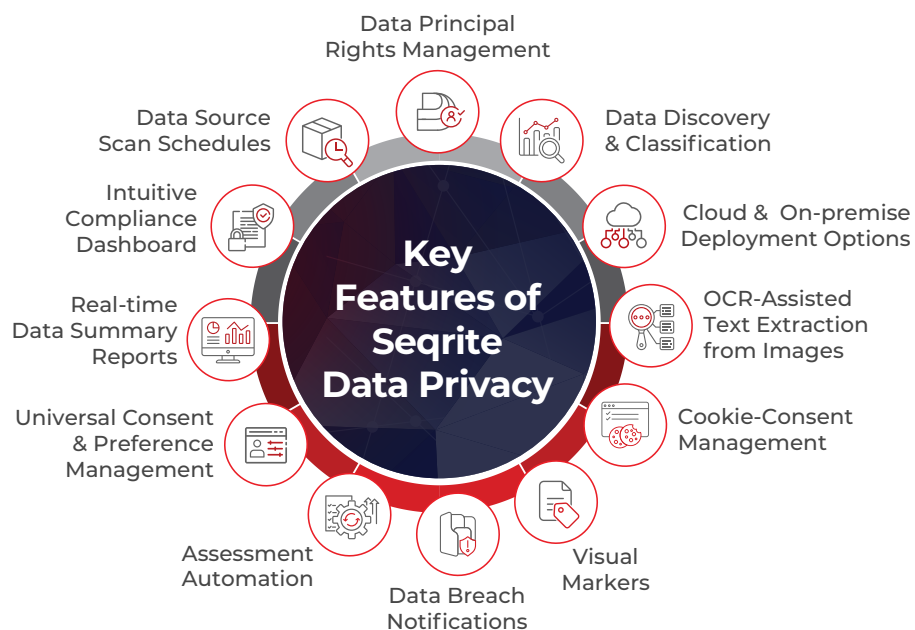 Data Principal
Rights Management
Data Discovery
& Classification
Cloud & On-premise
Deployment Options
OCR-Assisted
Text Extraction
from Images
Cookie-Consent
Management
Visual
Markers
Data Breach
Notifications
Assessment
Automation
Universal Consent
& Preference
Management
Real-time
Data Summary
Reports
Intuitive
Compliance
Dashboard
Data Source
Scan Schedules
Key
Features of
Seqrite
Data Privacy